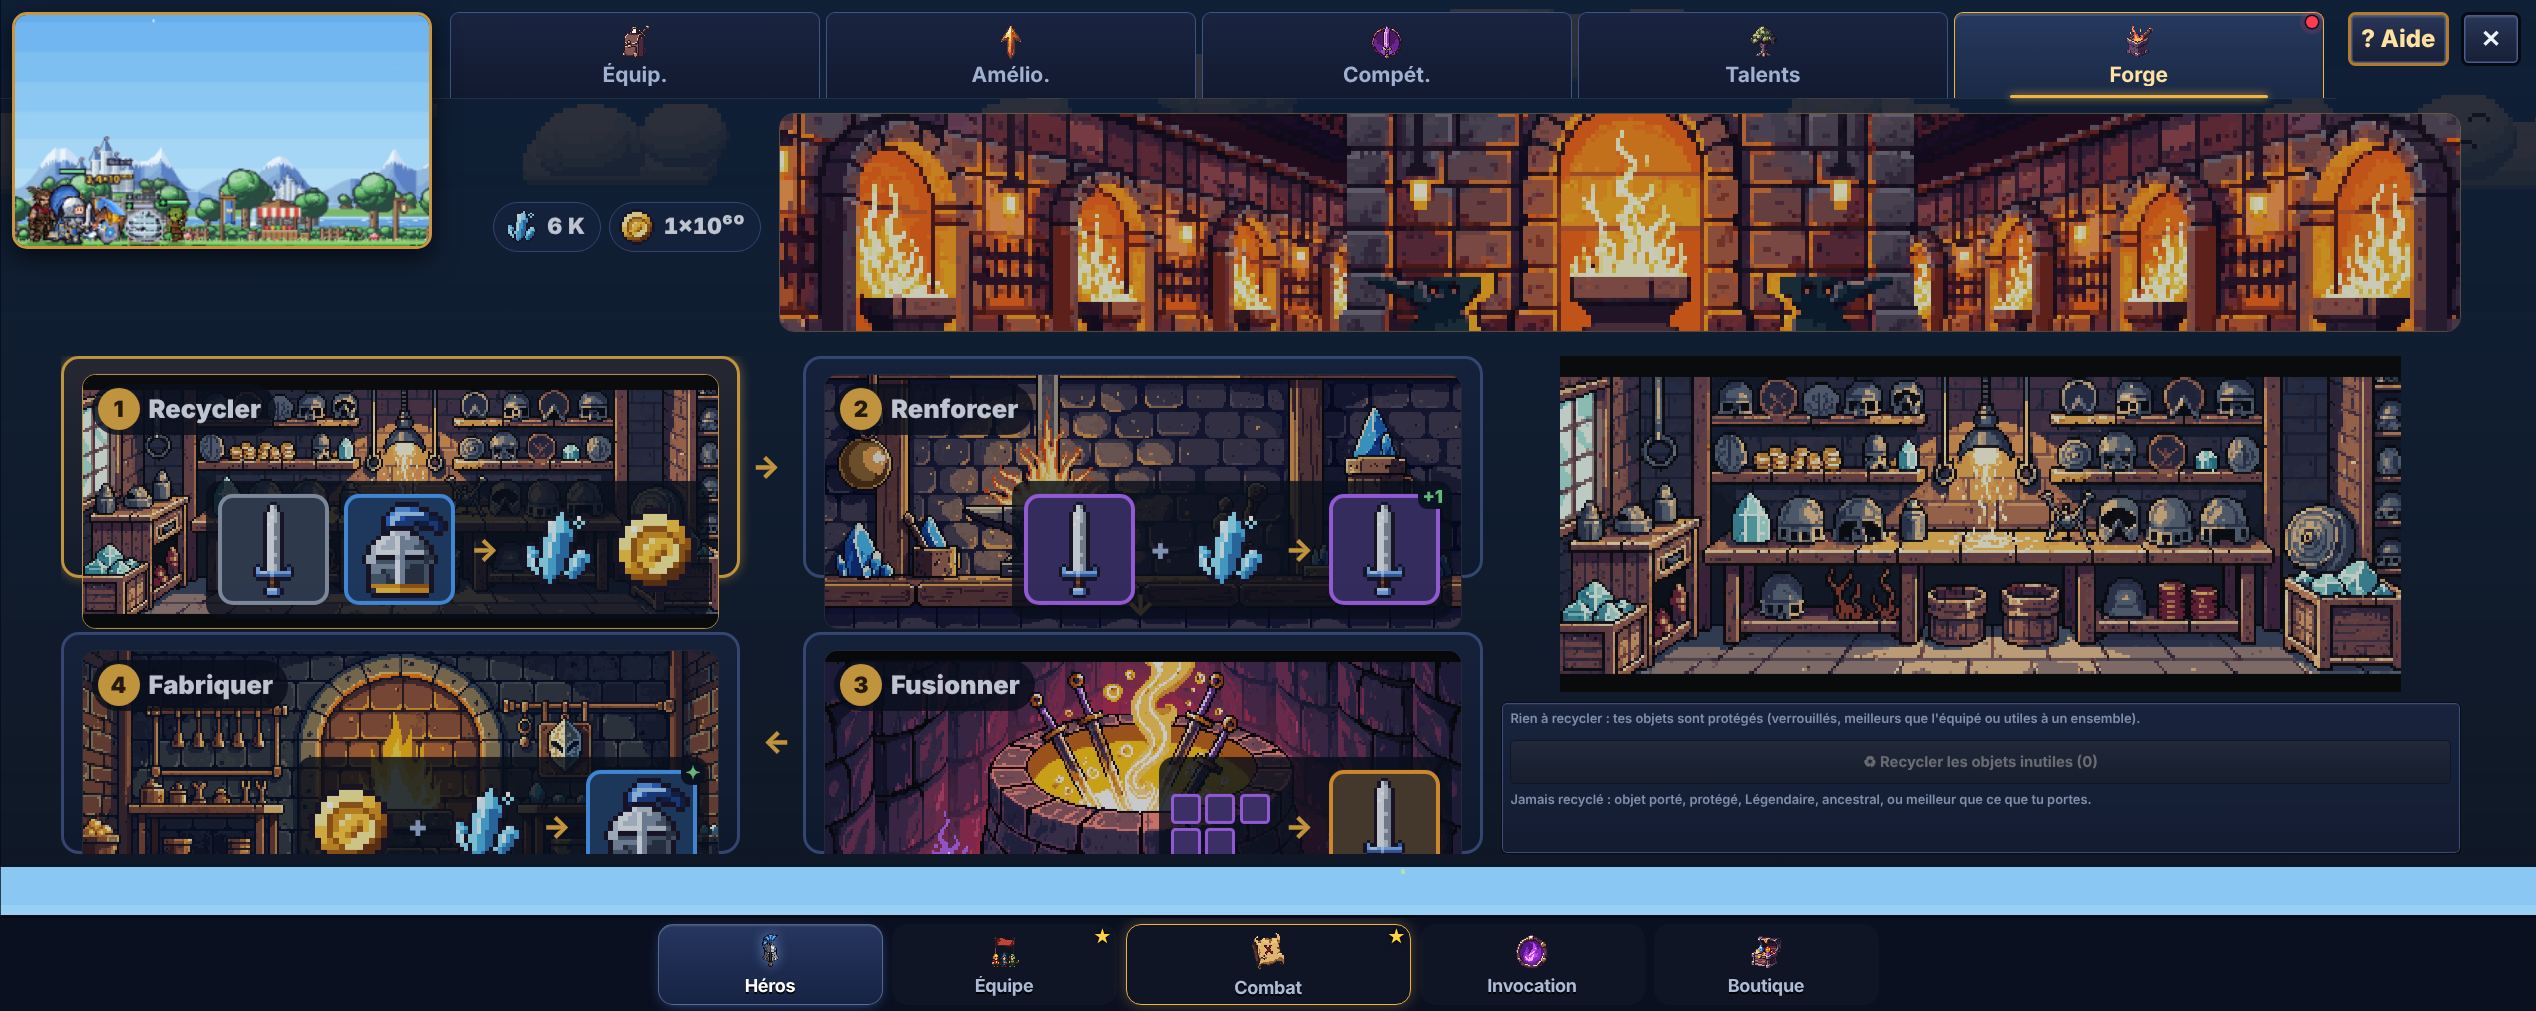 Équip.
Amélio.
Compét.
Talents
Forge
? Aide
×
6 K
1×10⁶⁰
1 Recycler
2 Renforcer
+
+1
4 Fabriquer
+
3 Fusionner
Rien à recycler : tes objets sont protégés (verrouillés, meilleurs que l'équipé ou utiles à un ensemble).
♻ Recycler les objets inutiles (0)
Jamais recyclé : objet porté, protégé, Légendaire, ancestral, ou meilleur que ce que tu portes.
Héros
Équipe
Combat
Invocation
Boutique